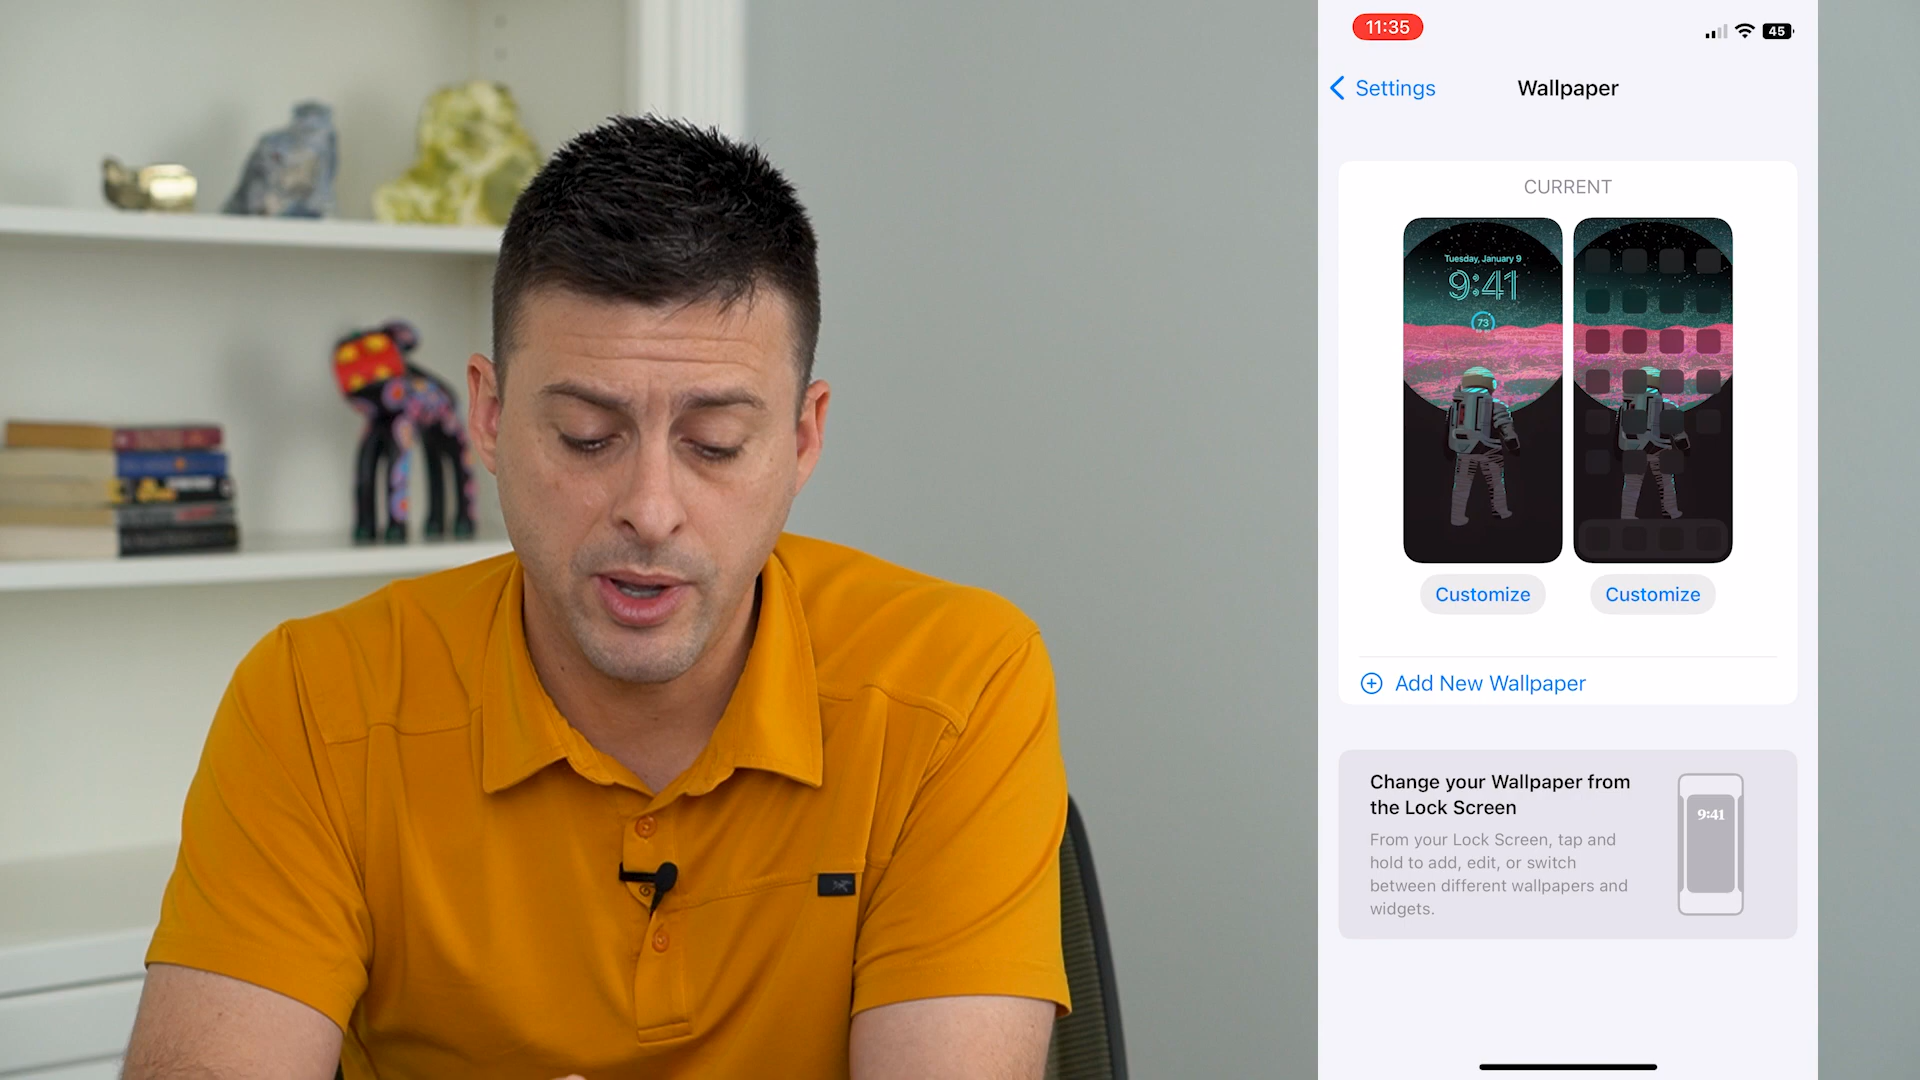 11:35
45
Settings
Wallpaper
CURRENT
Tuesday, January 9
9:41
73
Customize
Customize
Add New Wallpaper
Change your Wallpaper from
the Lock Screen
From your Lock Screen, tap and
hold to add, edit, or switch
between different wallpapers and
widgets.
9:41